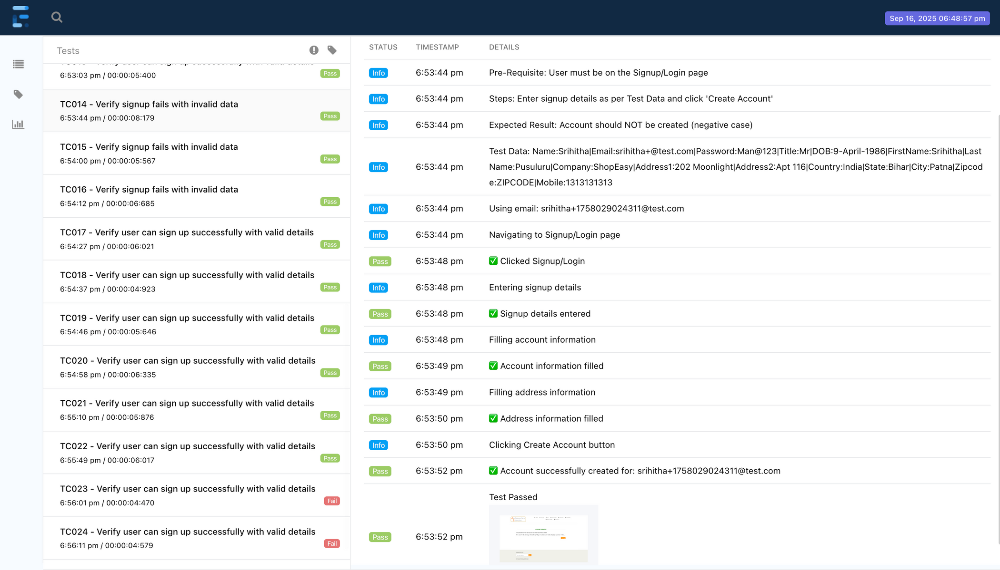 Sep 16, 2025 06:48:57 pm
Tests
6:53:03 pm / 00:00:05:400
Pass
TC014 - Verify signup fails with invalid data
6:53:44 pm / 00:00:08:179
Pass
TC015 - Verify signup fails with invalid data
6:54:00 pm / 00:00:05:567
Pass
TC016 - Verify signup fails with invalid data
6:54:12 pm / 00:00:06:685
Pass
TC017 - Verify user can sign up successfully with valid details
6:54:27 pm / 00:00:06:021
Pass
TC018 - Verify user can sign up successfully with valid details
6:54:37 pm / 00:00:04:923
Pass
TC019 - Verify user can sign up successfully with valid details
6:54:46 pm / 00:00:05:646
Pass
TC020 - Verify user can sign up successfully with valid details
6:54:58 pm / 00:00:06:335
Pass
TC021 - Verify user can sign up successfully with valid details
6:55:10 pm / 00:00:05:876
Pass
TC022 - Verify user can sign up successfully with valid details
6:55:49 pm / 00:00:06:017
Pass
TC023 - Verify user can sign up successfully with valid details
6:56:01 pm / 00:00:04:470
Fail
TC024 - Verify user can sign up successfully with valid details
6:56:11 pm / 00:00:04:579
Fail
STATUS TIMESTAMP DETAILS
Info 6:53:44 pm Pre-Requisite: User must be on the Signup/Login page
Info 6:53:44 pm Steps: Enter signup details as per Test Data and click 'Create Account'
Info 6:53:44 pm Expected Result: Account should NOT be created (negative case)
Info 6:53:44 pm Test Data: Name:Srihitha|Email:srihitha+@test.com|Password:Man@123|Title:Mr|DOB:9-April-1986|FirstName:Srihitha|Last
Name:Pusuluru|Company:ShopEasy|Address1:202 Moonlight|Address2:Apt 116|Country:India|State:Bihar|City:Patna|Zipcod
e:ZIPCODE|Mobile:1313131313
Info 6:53:44 pm Using email: srihitha+1758029024311@test.com
Info 6:53:44 pm Navigating to Signup/Login page
Pass 6:53:48 pm ✅ Clicked Signup/Login
Info 6:53:48 pm Entering signup details
Pass 6:53:48 pm ✅ Signup details entered
Info 6:53:48 pm Filling account information
Pass 6:53:49 pm ✅ Account information filled
Info 6:53:49 pm Filling address information
Pass 6:53:50 pm ✅ Address information filled
Info 6:53:50 pm Clicking Create Account button
Pass 6:53:52 pm ✅ Account successfully created for: srihitha+1758029024311@test.com
Pass 6:53:52 pm Test Passed